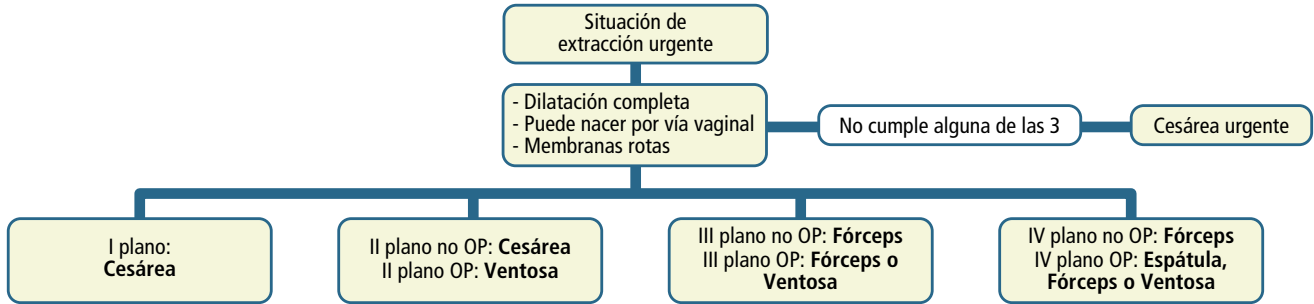 Situación de
extracción urgente
- Dilatación completa
- Puede nacer por vía vaginal
- Membranas rotas
No cumple alguna de las 3
Cesárea urgente
I plano:
Cesárea
II plano no OP: Cesárea
II plano OP: Ventosa
III plano no OP: Fórceps
III plano OP: Fórceps o
Ventosa
IV plano no OP: Fórceps
IV plano OP: Espátula,
Fórceps o Ventosa